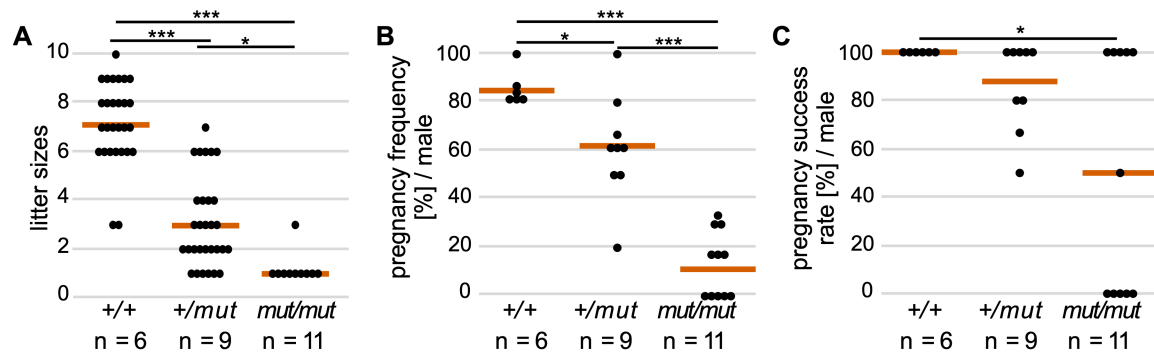 A
***
***
*
litter sizes
10
8
6
4
2
0
+/+
+/mut
mut/mut
n = 6
n = 9
n = 11
B
***
*
***
pregnancy frequency
[%] / male
100
80
60
40
20
0
+/+
+/mut
mut/mut
n = 6
n = 9
n = 11
C
*
pregnancy success
rate [%] / male
100
80
60
40
20
0
+/+
+/mut
mut/mut
n = 6
n = 9
n = 11